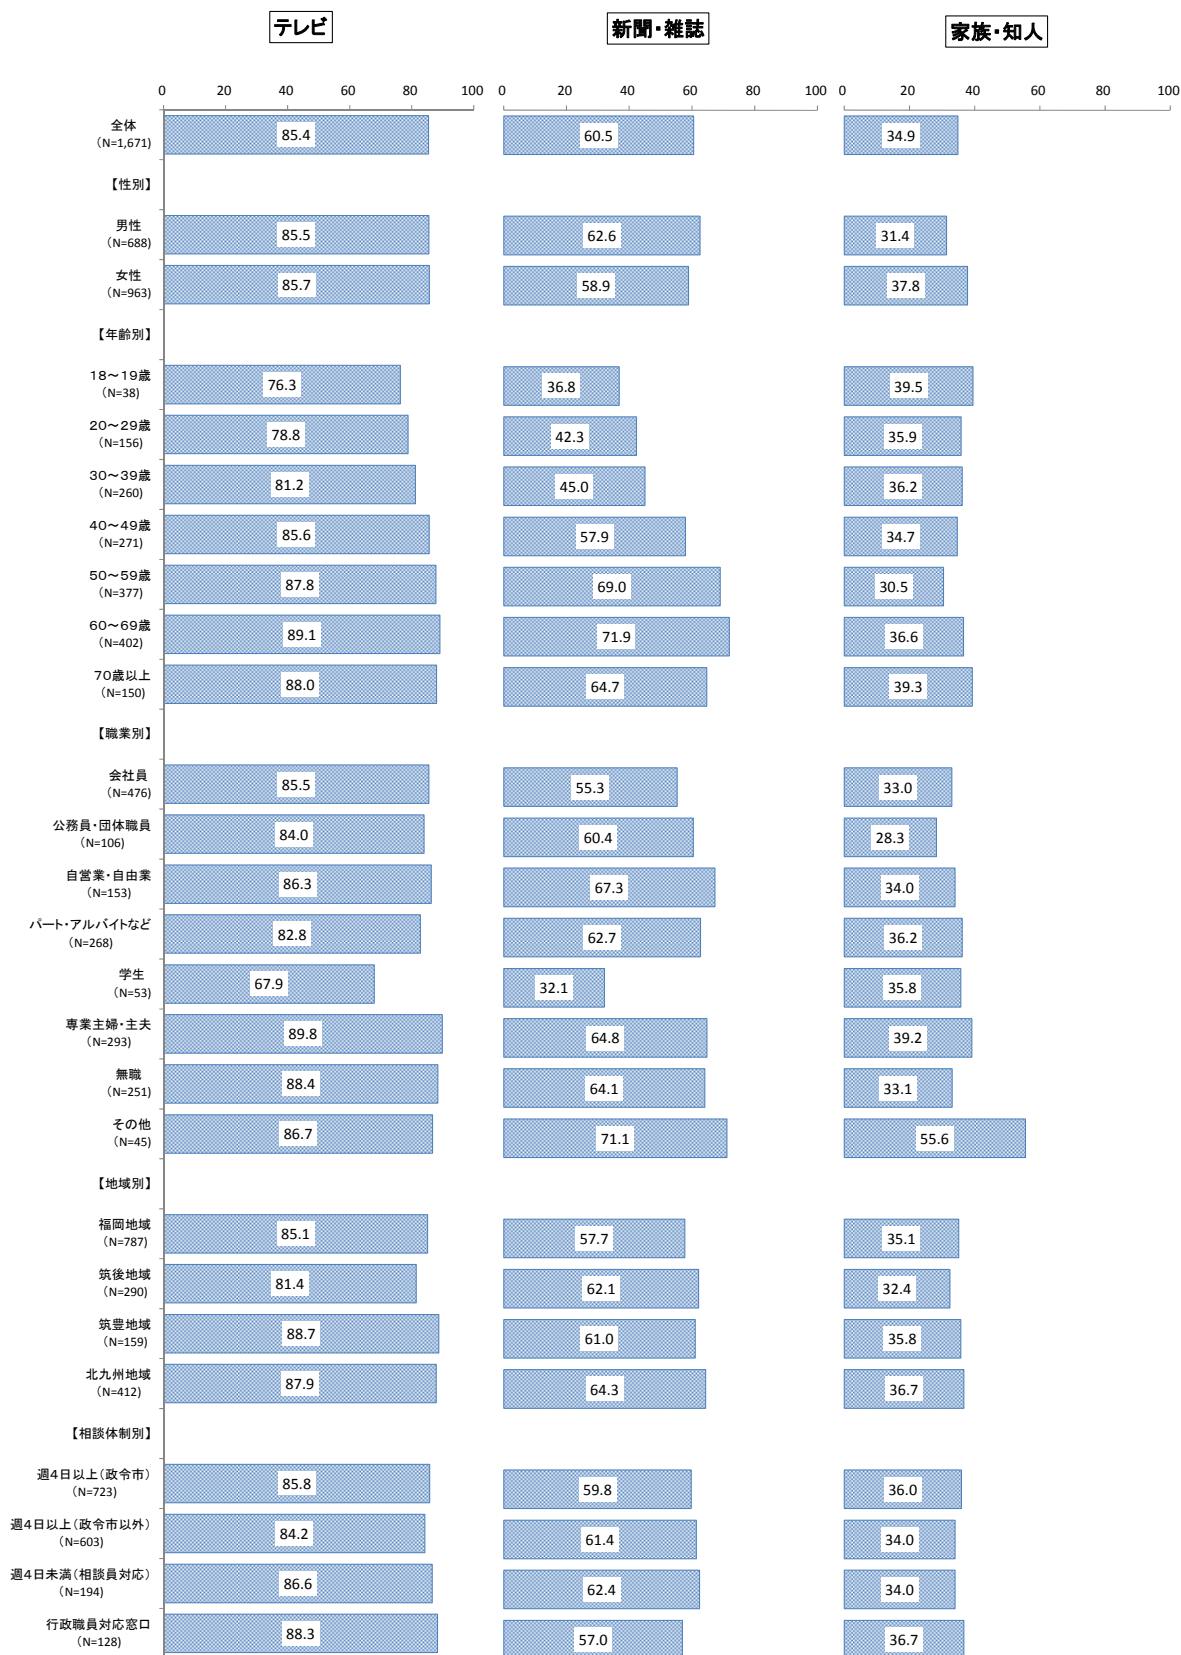 テレビ 新聞・雑誌 家族・知人
0 20 40 60 80 100 0 20 40 60 80 100 0 20 40 60 80 100
全体
(N=1,671)
85.4 60.5 34.9
【性別】
男性
(N=688)
85.5 62.6 31.4
女性
(N=963)
85.7 58.9 37.8
【年齢別】
18～19歳
(N=38)
76.3 36.8 39.5
20～29歳
(N=156)
78.8 42.3 35.9
30～39歳
(N=260)
81.2 45.0 36.2
40～49歳
(N=271)
85.6 57.9 34.7
50～59歳
(N=377)
87.8 69.0 30.5
60～69歳
(N=402)
89.1 71.9 36.6
70歳以上
(N=150)
88.0 64.7 39.3
【職業別】
会社員
(N=476)
85.5 55.3 33.0
公務員・団体職員
(N=106)
84.0 60.4 28.3
自営業・自由業
(N=153)
86.3 67.3 34.0
パート・アルバイトなど
(N=268)
82.8 62.7 36.2
学生
(N=53)
67.9 32.1 35.8
専業主婦・主夫
(N=293)
89.8 64.8 39.2
無職
(N=251)
88.4 64.1 33.1
その他
(N=45)
86.7 71.1 55.6
【地域別】
福岡地域
(N=787)
85.1 57.7 35.1
筑後地域
(N=290)
81.4 62.1 32.4
筑豊地域
(N=159)
88.7 61.0 35.8
北九州地域
(N=412)
87.9 64.3 36.7
【相談体制別】
週4日以上(政令市)
(N=723)
85.8 59.8 36.0
週4日以上(政令市以外)
(N=603)
84.2 61.4 34.0
週4日未満(相談員対応)
(N=194)
86.6 62.4 34.0
行政職員対応窓口
(N=128)
88.3 57.0 36.7